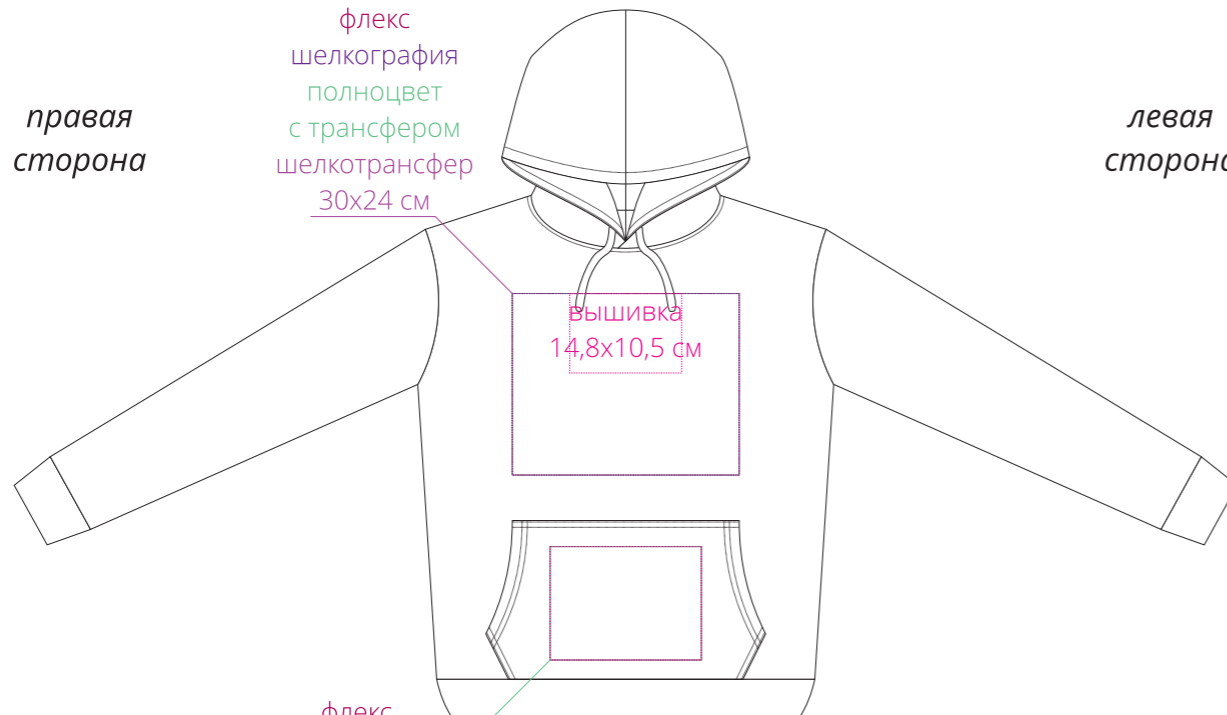 флекс
шелкография
полноцвет
с трансфером
шелкотрансфер
30х24 см
правая
сторона
левая
сторона
вышивка
14,8х10,5 см
флекс